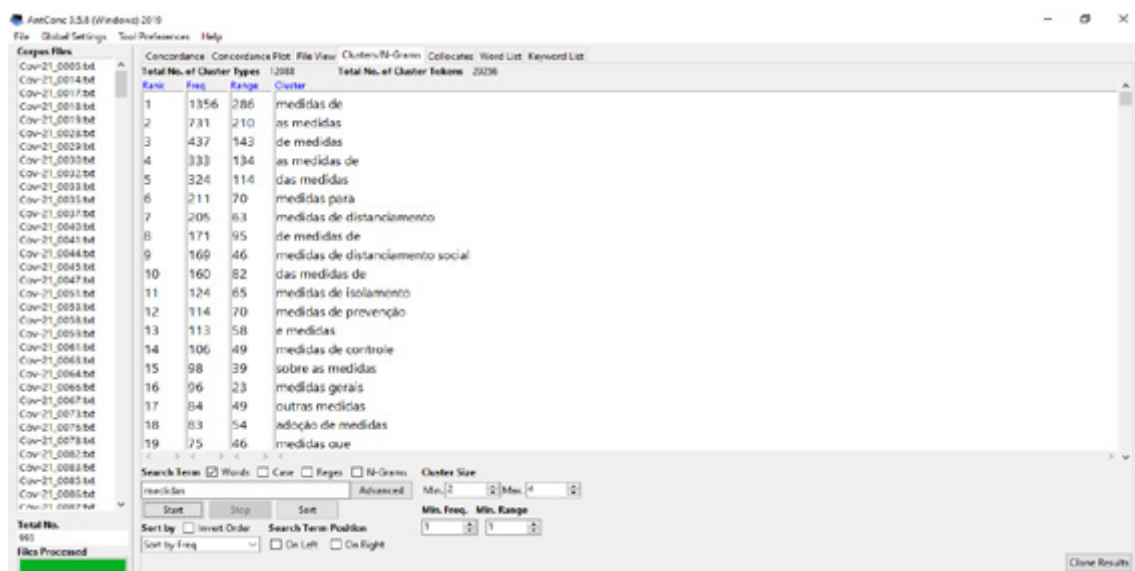 AntConc 3.5.8 (Windows) 2019
File Global Settings Tool Preferences Help
Corpus Files
Cov-21_0005.txt
Cov-21_0014.txt
Cov-21_0017.txt
Cov-21_0018.txt
Cov-21_0019.txt
Cov-21_0028.txt
Cov-21_0029.txt
Cov-21_0030.txt
Cov-21_0032.txt
Cov-21_0033.txt
Cov-21_0035.txt
Cov-21_0037.txt
Cov-21_0040.txt
Cov-21_0041.txt
Cov-21_0044.txt
Cov-21_0045.txt
Cov-21_0047.txt
Cov-21_0051.txt
Cov-21_0053.txt
Cov-21_0058.txt
Cov-21_0059.txt
Cov-21_0061.txt
Cov-21_0063.txt
Cov-21_0064.txt
Cov-21_0066.txt
Cov-21_0067.txt
Cov-21_0073.txt
Cov-21_0076.txt
Cov-21_0078.txt
Cov-21_0082.txt
Cov-21_0083.txt
Cov-21_0085.txt
Cov-21_0086.txt
Cov-21_0087.txt
Total No.
Files Processed
Concordance Concordance Plot File View Clusters/N-Grams Collocates Word List Keyword List
Total No. of Cluster Types 12088 Total No. of Cluster Tokens 29256
Rank Freq Range Cluster
1 1356 286 medidas de
2 731 210 as medidas
3 437 143 de medidas
4 333 134 as medidas de
5 324 114 das medidas
6 211 70 medidas para
7 205 63 medidas de distanciamento
8 171 95 de medidas de
9 169 46 medidas de distanciamento social
10 160 82 das medidas de
11 124 65 medidas de isolamento
12 114 70 medidas de prevenção
13 113 58 e medidas
14 106 49 medidas de controle
15 98 39 sobre as medidas
16 96 23 medidas gerais
17 84 49 outras medidas
18 83 54 adoção de medidas
19 75 46 medidas que
Search Term Words Case Regex N-Grams Cluster Size
medidas Advanced Min. 2 Max. 4
Start Stop Sort Min. Freq. Min. Range
Sort by Invert Order Search Term Position 1 1
Sort by Freq On Left On Right
Clone Results